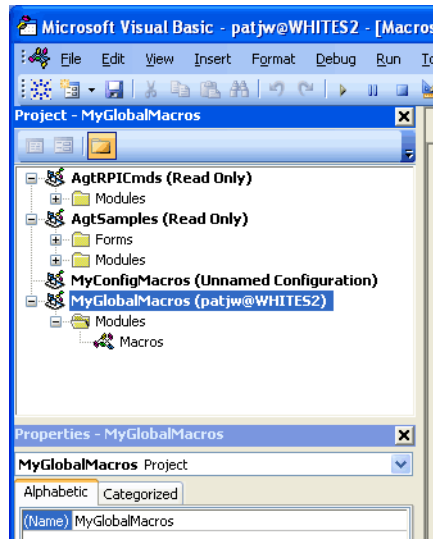 Microsoft Visual Basic - patjw@WHITES2 - [Macros
File Edit View Insert Format Debug Run
Project - MyGlobalMacros
AgtRPICmds (Read Only)
Modules
AgtSamples (Read Only)
Forms
Modules
MyConfigMacros (Unnamed Configuration)
MyGlobalMacros (patjw@WHITES2)
Modules
Macros
Properties - MyGlobalMacros
MyGlobalMacros Project
Alphabetic Categorized
(Name) MyGlobalMacros